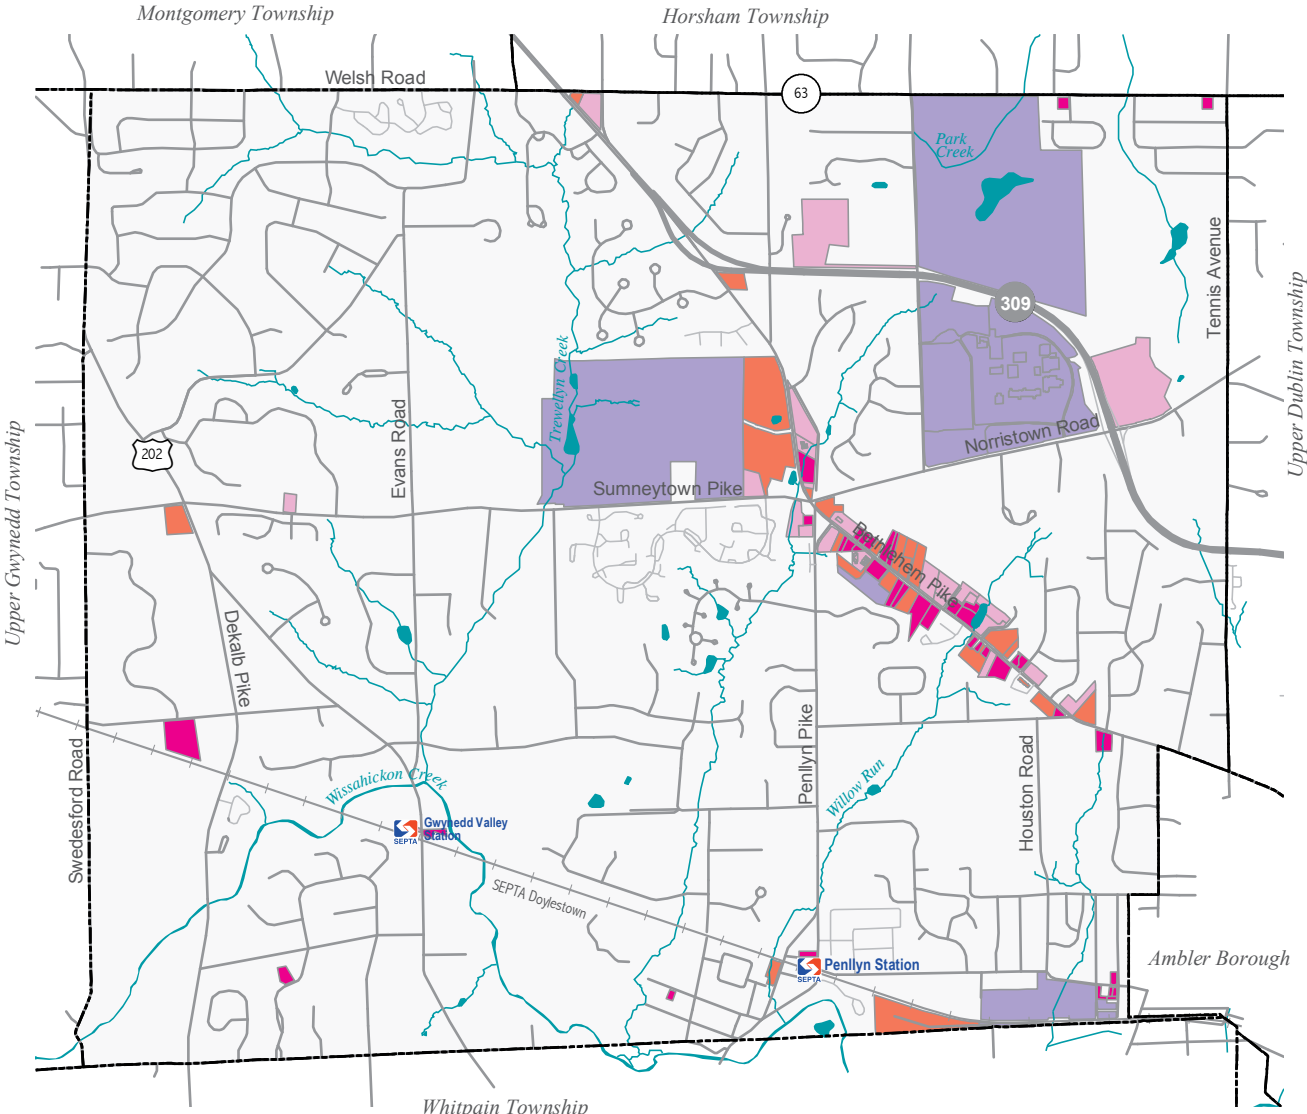 Montgomery Township
Horsham Township
Welsh Road
63
Park
Creek
Tennis Avenue
Upper Dublin Township
309
Trewellyn Creek
Evans Road
Norristown Road
202
Upper Gwynedd Township
Sumneytown Pike
Bethlehem Pike
Dekalb Pike
Penllyn Pike
Swedesford Road
Houston Road
Wissahickon Creek
Willow Run
Gwynedd Valley
Station
SEPTA
SEPTA Doylestown
Ambler Borough
Penllyn Station
SEPTA
Whitpain Township